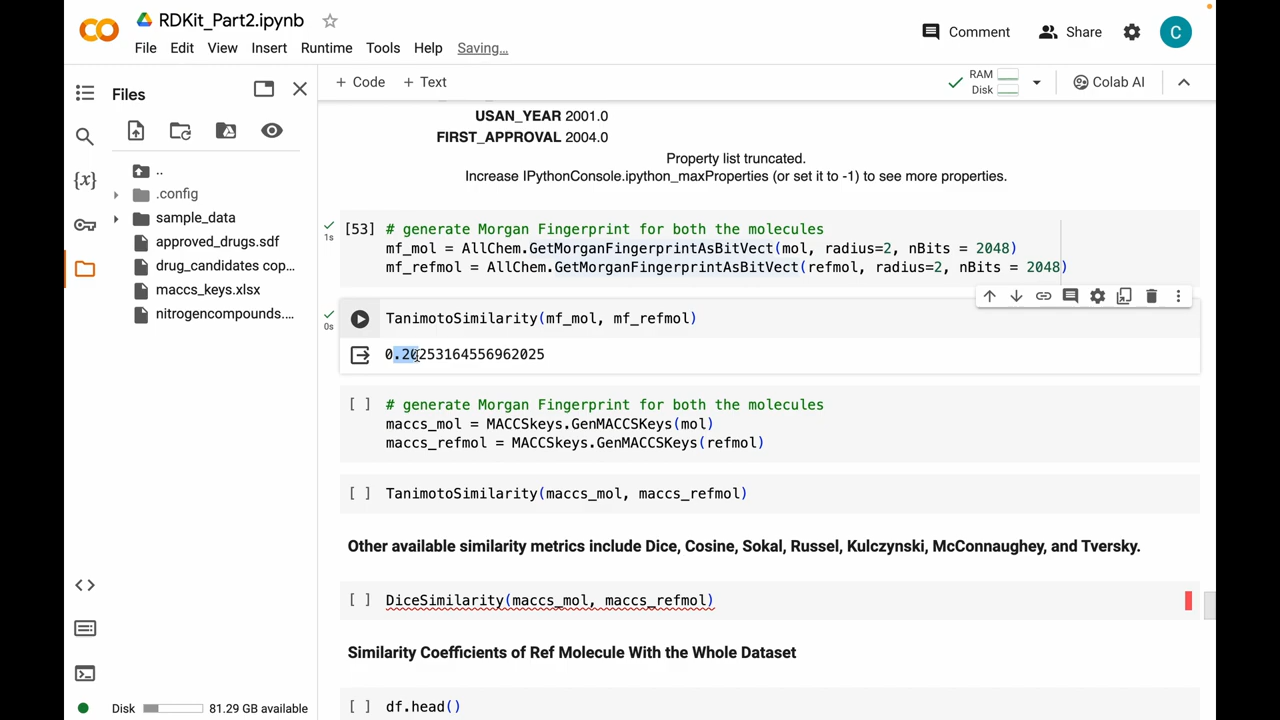 RDKit_Part2.ipynb
File Edit View Insert Runtime Tools Help Saving...
Comment
Share
C
Files
+ Code + Text
RAM
Disk
Colab AI
..
.config
sample_data
approved_drugs.sdf
drug_candidates cop...
maccs_keys.xlsx
nitrogencompounds....
USAN_YEAR 2001.0
FIRST_APPROVAL 2004.0
Property list truncated.
Increase IPythonConsole.ipython_maxProperties (or set it to -1) to see more properties.
1s
[53] # generate Morgan Fingerprint for both the molecules
mf_mol = AllChem.GetMorganFingerprintAsBitVect(mol, radius=2, nBits = 2048)
mf_refmol = AllChem.GetMorganFingerprintAsBitVect(refmol, radius=2, nBits = 2048)
0s
TanimotoSimilarity(mf_mol, mf_refmol)
0.20253164556962025
[ ] # generate Morgan Fingerprint for both the molecules
maccs_mol = MACCSkeys.GenMACCSKeys(mol)
maccs_refmol = MACCSkeys.GenMACCSKeys(refmol)
[ ] TanimotoSimilarity(maccs_mol, maccs_refmol)
Other available similarity metrics include Dice, Cosine, Sokal, Russel, Kulczynski, McConnaughey, and Tversky.
[ ] DiceSimilarity(maccs_mol, maccs_refmol)
Similarity Coefficients of Ref Molecule With the Whole Dataset
[ ] df.head()
Disk 81.29 GB available